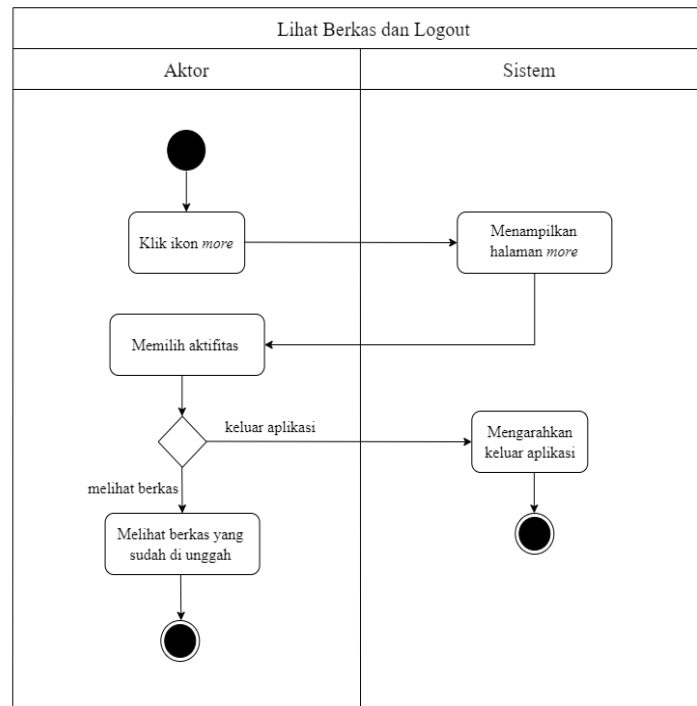 Lihat Berkas dan Logout
Aktor
Sistem
Klik ikon more
Menampilkan
halaman more
Memilih aktifitas
keluar aplikasi
Mengarahkan
keluar aplikasi
melihat berkas
Melihat berkas yang
sudah di unggah